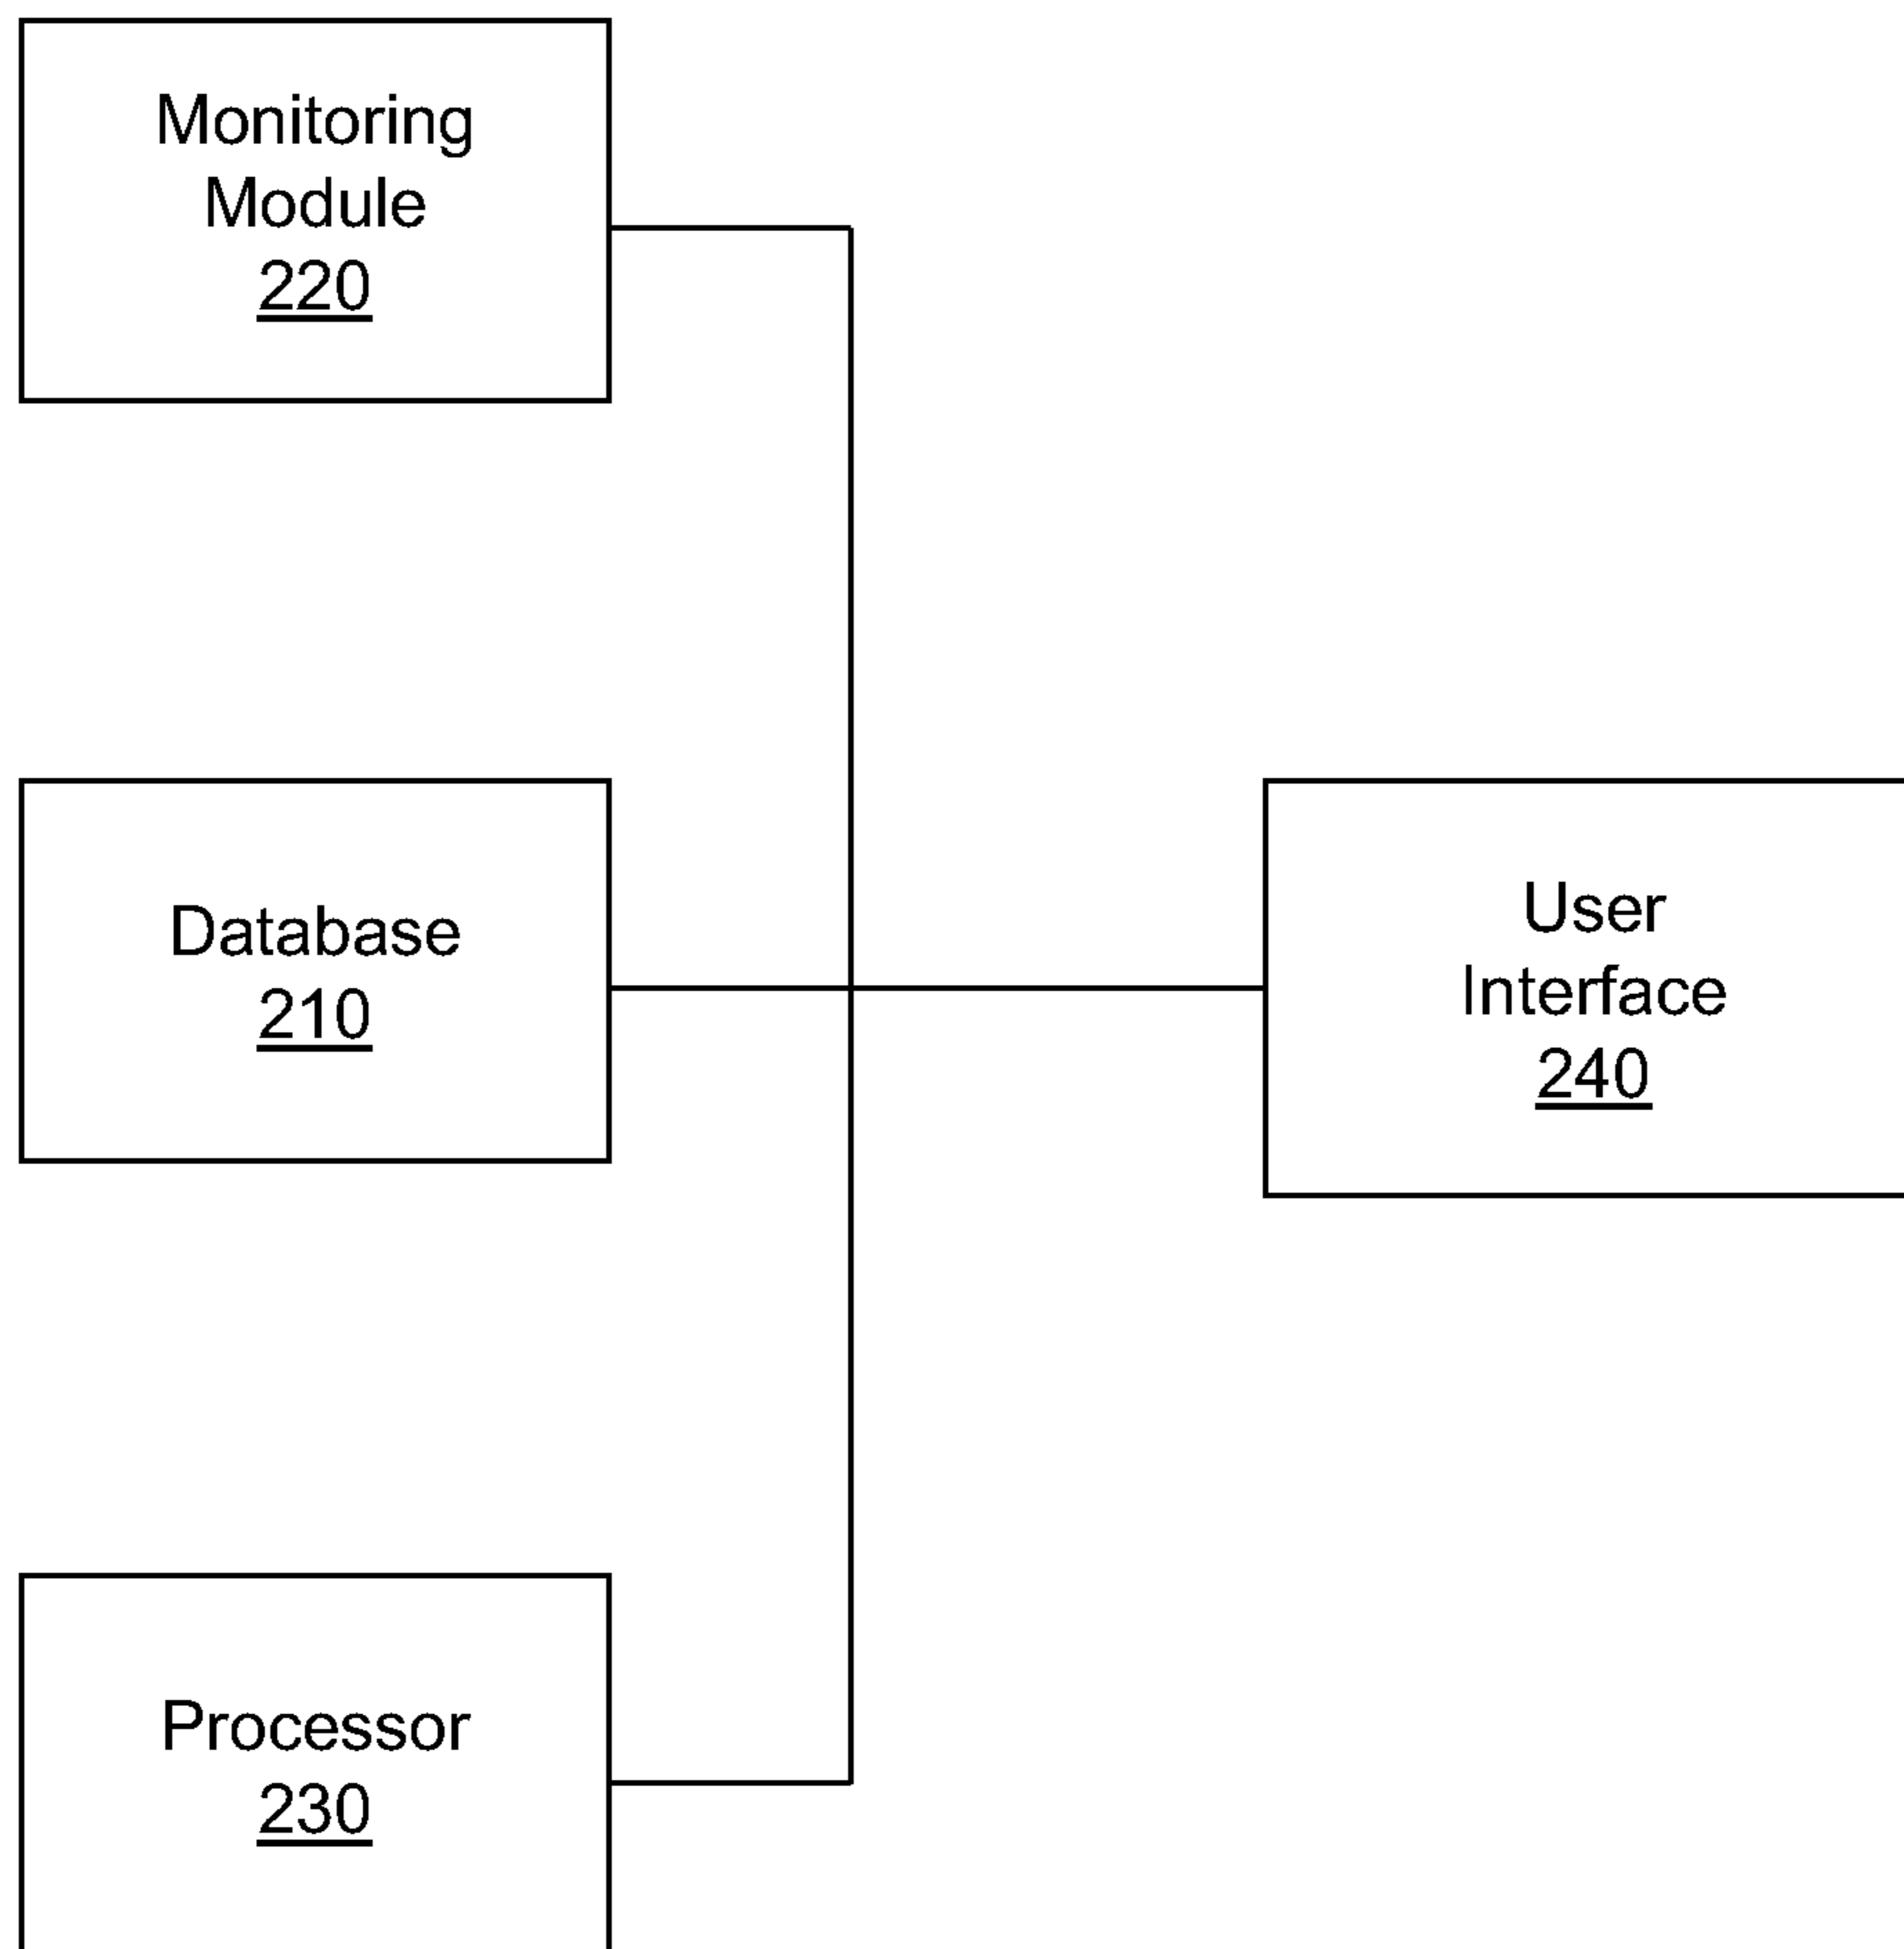 Monitoring
Module
220
Database
210
User
Interface
240
Processor
230